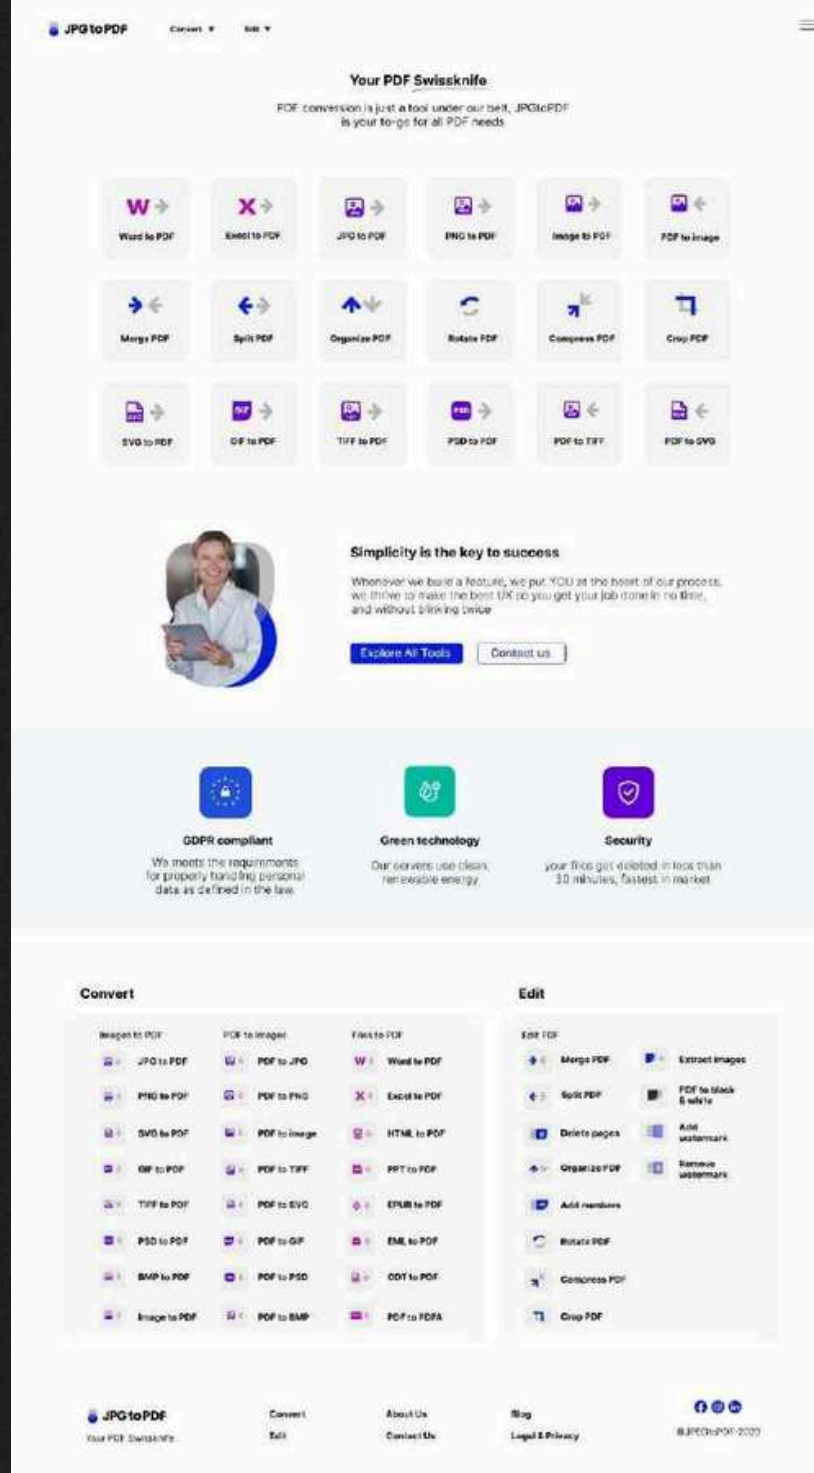 JPGtoPDF
Convert ▼
Edit ▼
Your PDF Swissknife
PDF conversion is just a tool under our belt, JPGtoPDF
is your to-go for all PDF needs
Word to PDF
Excel to PDF
JPG to PDF
PNG to PDF
Image to PDF
PDF to image
Merge PDF
Split PDF
Organize PDF
Rotate PDF
Compress PDF
Crop PDF
SVG to PDF
GIF to PDF
TIFF to PDF
PSD to PDF
PDF to TIFF
PDF to SVG
Simplicity is the key to success
Whenever we build a feature, we put YOU at the heart of our process,
we thrive to make the best UX so you get your job done in no time,
and without blinking twice
Explore All Tools
Contact us
GDPR compliant
We meets the requirements
for properly handling personal
data as defined in the law.
Green technology
Our servers use clean,
renewable energy
Security
your files get deleted in less than
30 minutes, fastest in market
Convert
Images to PDF
JPG to PDF
PNG to PDF
SVG to PDF
GIF to PDF
TIFF to PDF
PSD to PDF
BMP to PDF
Image to PDF
PDF to images
PDF to JPG
PDF to PNG
PDF to image
PDF to TIFF
PDF to SVG
PDF to GIF
PDF to PSD
PDF to BMP
Files to PDF
Word to PDF
Excel to PDF
HTML to PDF
PPT to PDF
EPUB to PDF
EML to PDF
ODT to PDF
PDF to PDFA
Edit
Edit PDF
Merge PDF
Split PDF
Delete pages
Organize PDF
Add numbers
Rotate PDF
Compress PDF
Crop PDF
Extract images
PDF to black
& white
Add
watermark
Remove
watermark
JPGtoPDF
Your PDF Swissknife
Convert
Edit
About Us
Contact Us
Blog
Legal & Privacy